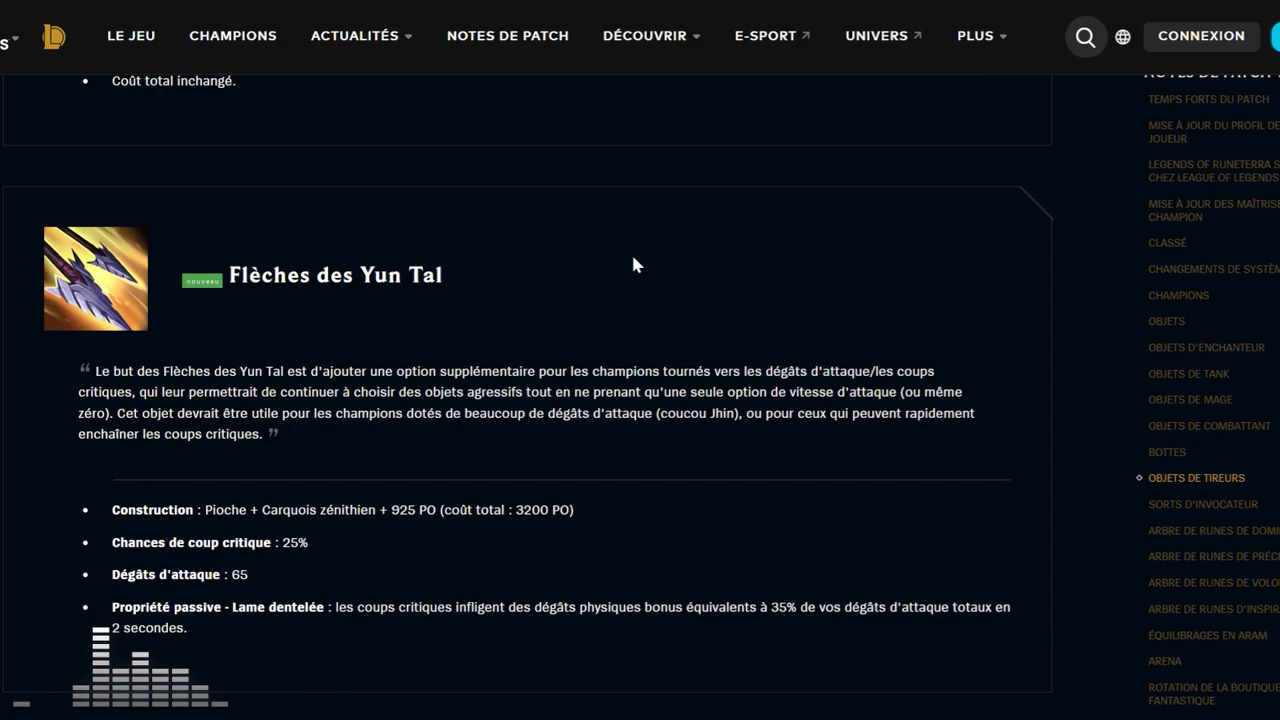 S
LE JEU
CHAMPIONS
ACTUALITÉS
NOTES DE PATCH
DÉCOUVRIR
E-SPORT
UNIVERS
PLUS
CONNEXION
Coût total inchangé.
nouveau
Flèches des Yun Tal
“ Le but des Flèches des Yun Tal est d'ajouter une option supplémentaire pour les champions tournés vers les dégâts d'attaque/les coups
critiques, qui leur permettrait de continuer à choisir des objets agressifs tout en ne prenant qu'une seule option de vitesse d'attaque (ou même
zéro). Cet objet devrait être utile pour les champions dotés de beaucoup de dégâts d'attaque (coucou Jhin), ou pour ceux qui peuvent rapidement
enchaîner les coups critiques. ”
Construction : Pioche + Carquois zénithien + 925 PO (coût total : 3200 PO)
Chances de coup critique : 25%
Dégâts d'attaque : 65
Propriété passive - Lame dentelée : les coups critiques infligent des dégâts physiques bonus équivalents à 35% de vos dégâts d'attaque totaux en
2 secondes.
NOTES DE PATCH
TEMPS FORTS DU PATCH
MISE À JOUR DU PROFIL DE
JOUEUR
LEGENDS OF RUNETERRA S
CHEZ LEAGUE OF LEGENDS
MISE À JOUR DES MAÎTRISE
CHAMPION
CLASSÉ
CHANGEMENTS DE SYSTÈM
CHAMPIONS
OBJETS
OBJETS D'ENCHANTEUR
OBJETS DE TANK
OBJETS DE MAGE
OBJETS DE COMBATTANT
BOTTES
OBJETS DE TIREURS
SORTS D'INVOCATEUR
ARBRE DE RUNES DE DOMI
ARBRE DE RUNES DE PRÉCI
ARBRE DE RUNES DE VOLO
ARBRE DE RUNES D'INSPIR
ÉQUILIBRAGES EN ARAM
ARENA
ROTATION DE LA BOUTIQUE
FANTASTIQUE